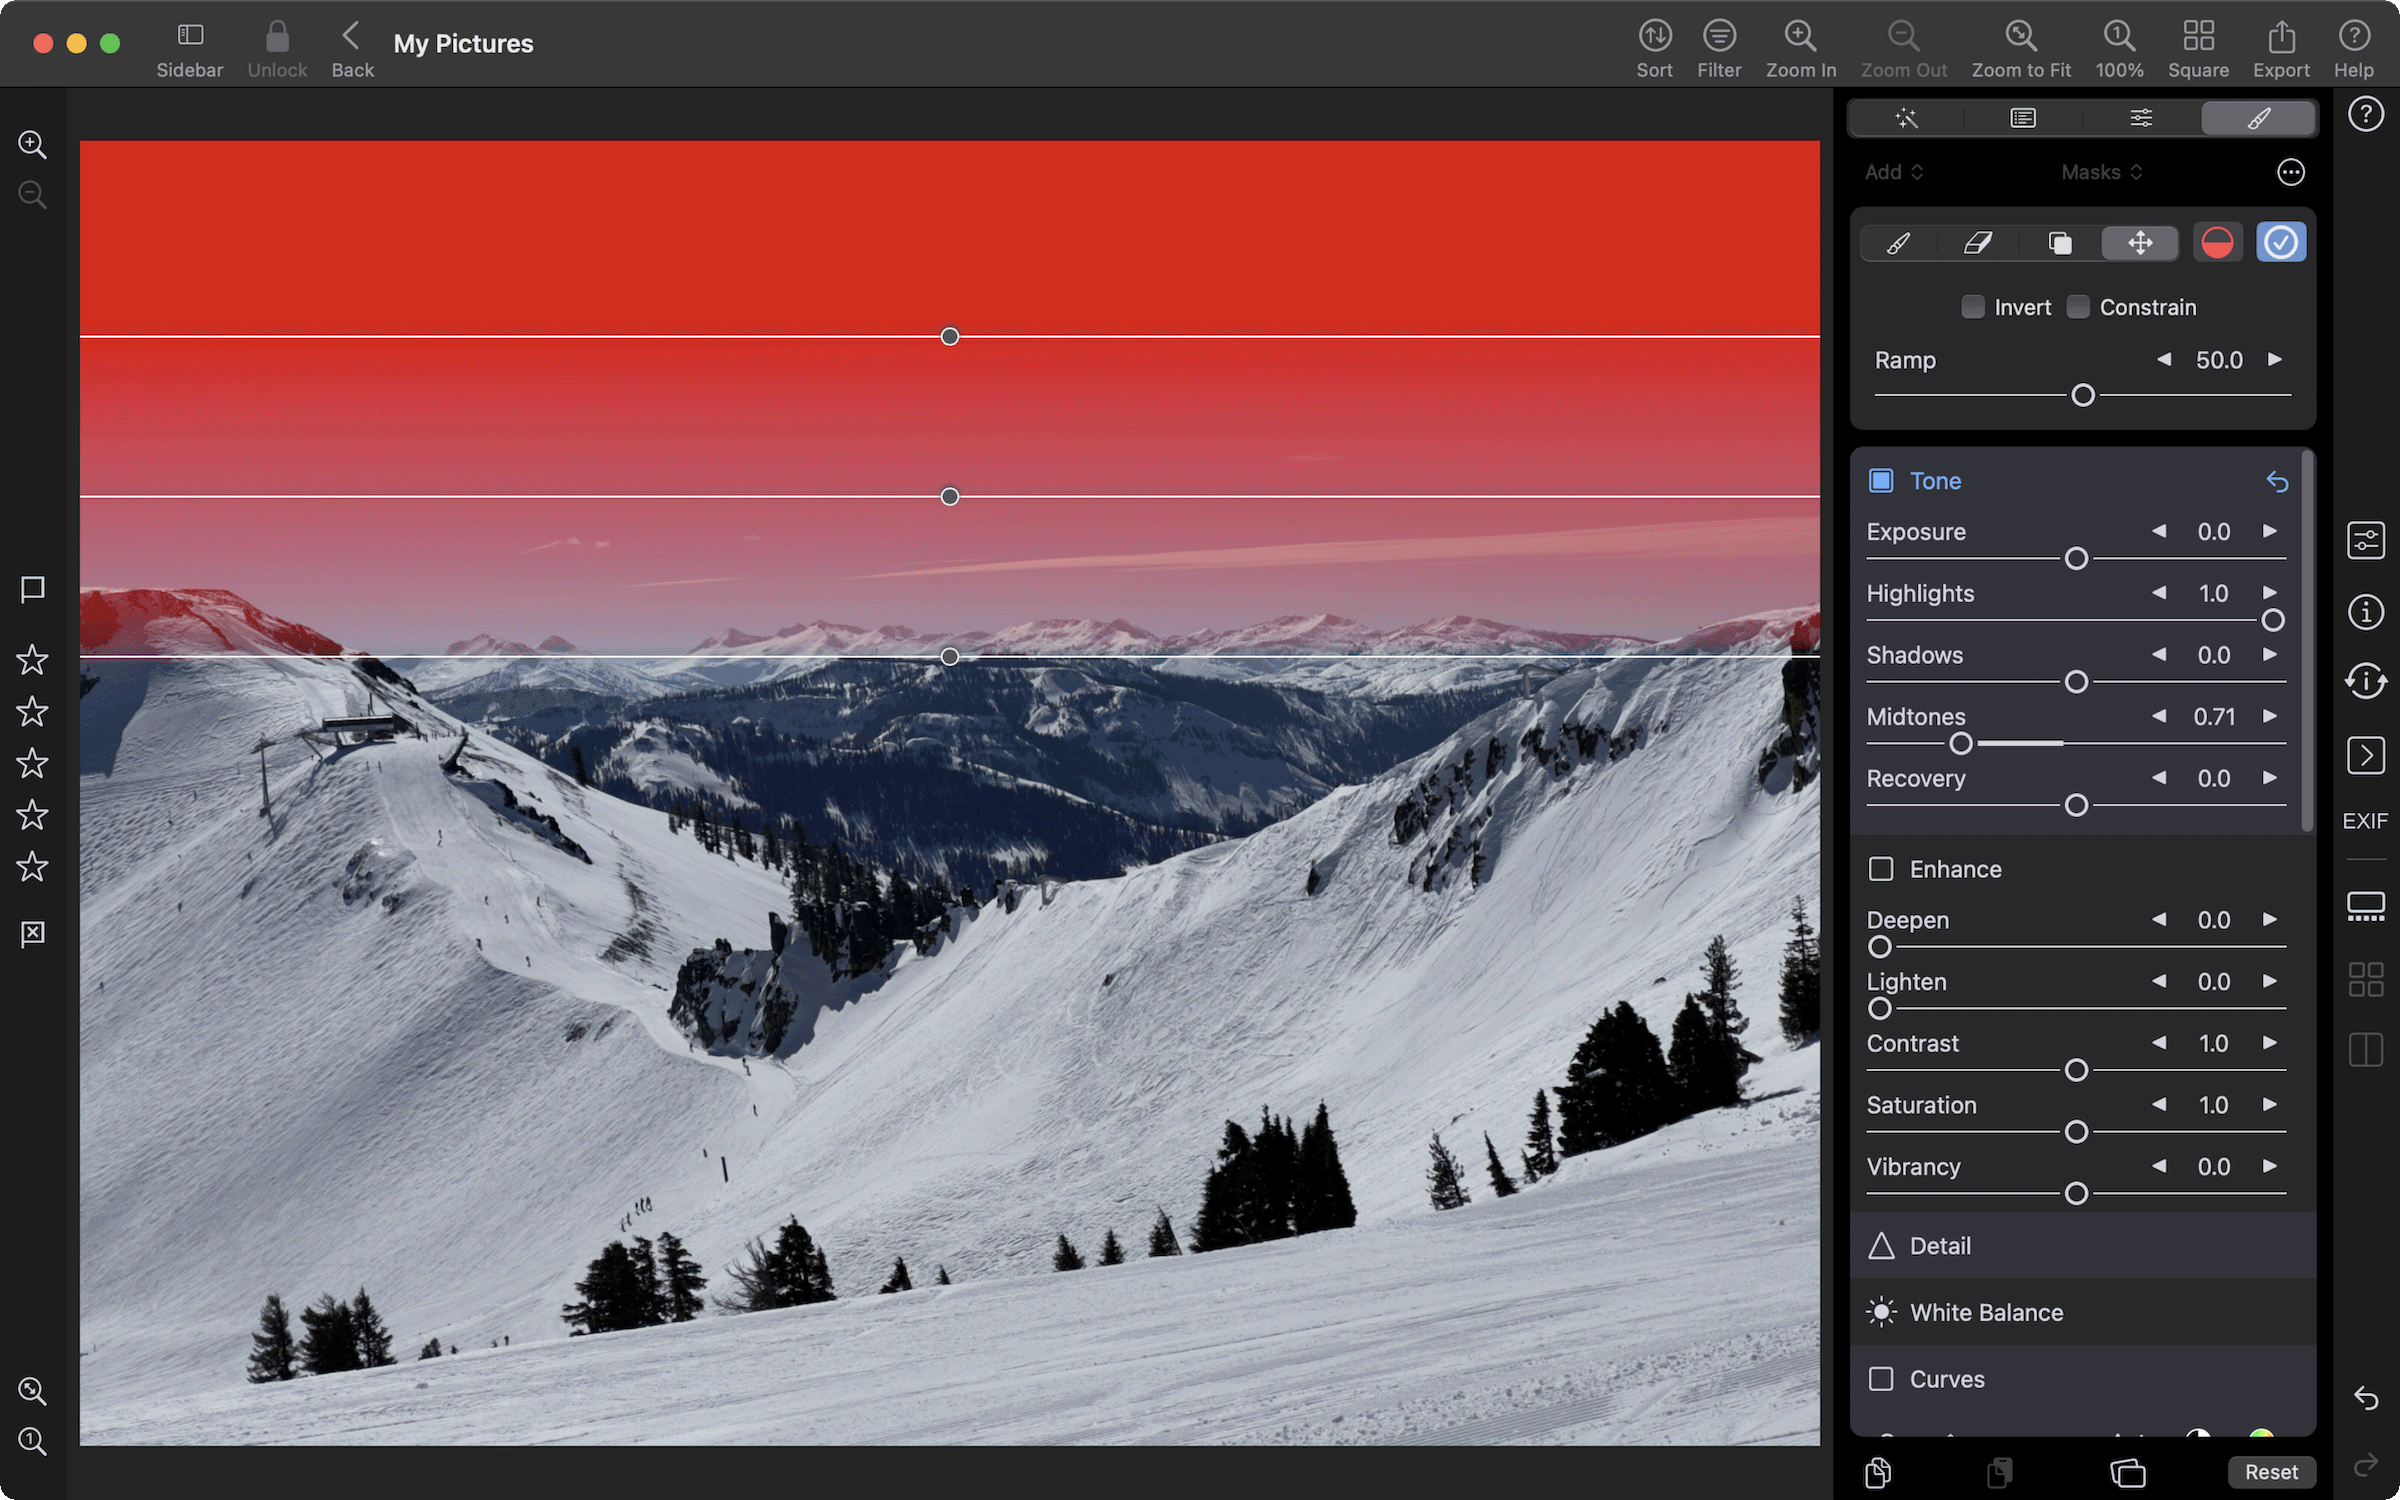 My Pictures
Sidebar
Unlock
Back
Sort
Filter
Zoom In
Zoom Out
Zoom to Fit
100%
Square
Export
Help
Add
Masks
Invert
Constrain
Ramp
50.0
Tone
Exposure
0.0
Highlights
1.0
Shadows
0.0
Midtones
0.71
Recovery
0.0
EXIF
Enhance
Deepen
0.0
Lighten
0.0
Contrast
1.0
Saturation
1.0
Vibrancy
0.0
Detail
White Balance
Curves
Reset